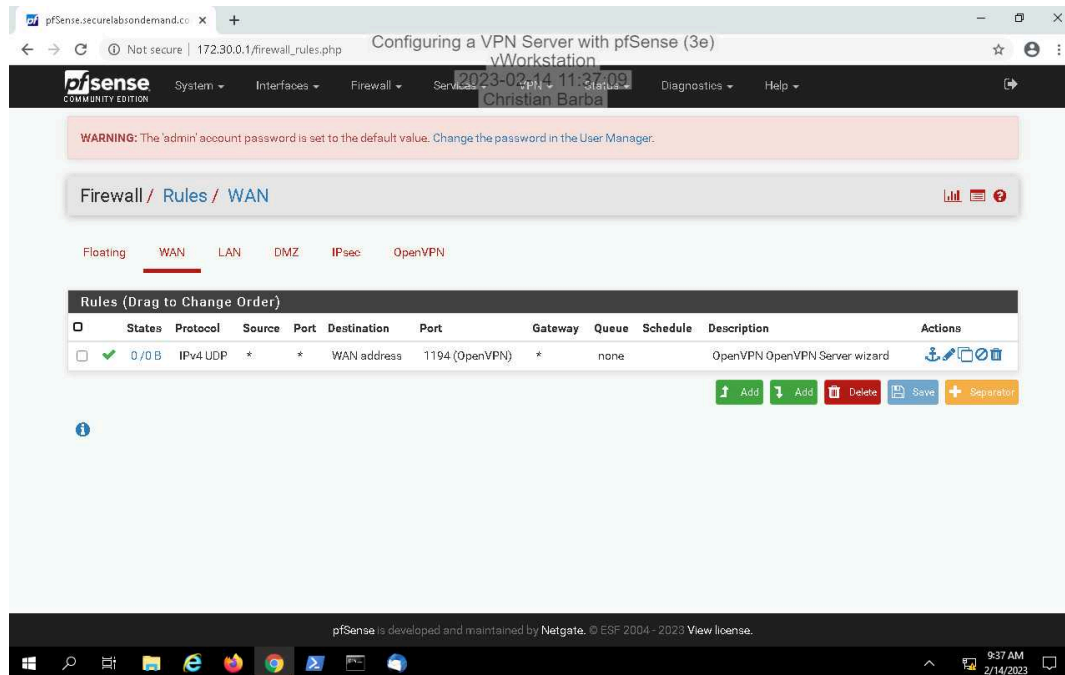 pfSense.securelabsondemand.co
Not secure | 172.30.0.1/firewall_rules.php
Configuring a VPN Server with pfSense (3e)
vWorkstation
2023-02-14 11:37:09
Christian Barba
pfsense
COMMUNITY EDITION
System Interfaces Firewall Services VPN Status Diagnostics Help
WARNING: The 'admin' account password is set to the default value. Change the password in the User Manager.
Firewall / Rules / WAN
Floating WAN LAN DMZ IPsec OpenVPN
Rules (Drag to Change Order)
States Protocol Source Port Destination Port Gateway Queue Schedule Description Actions
0 /0 B IPv4 UDP * * WAN address 1194 (OpenVPN) * none OpenVPN OpenVPN Server wizard
Add Add Delete Save Separator
pfSense is developed and maintained by Netgate. © ESF 2004 - 2023 View license.
9:37 AM
2/14/2023